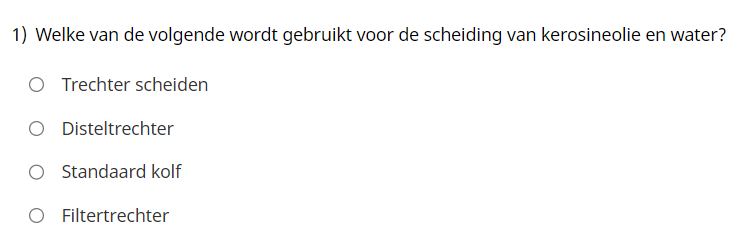 1) Welke van de volgende wordt gebruikt voor de scheiding van kerosineolie en water?
Trechter scheiden
Disteltrechter
Standaard kolf
Filtertrechter